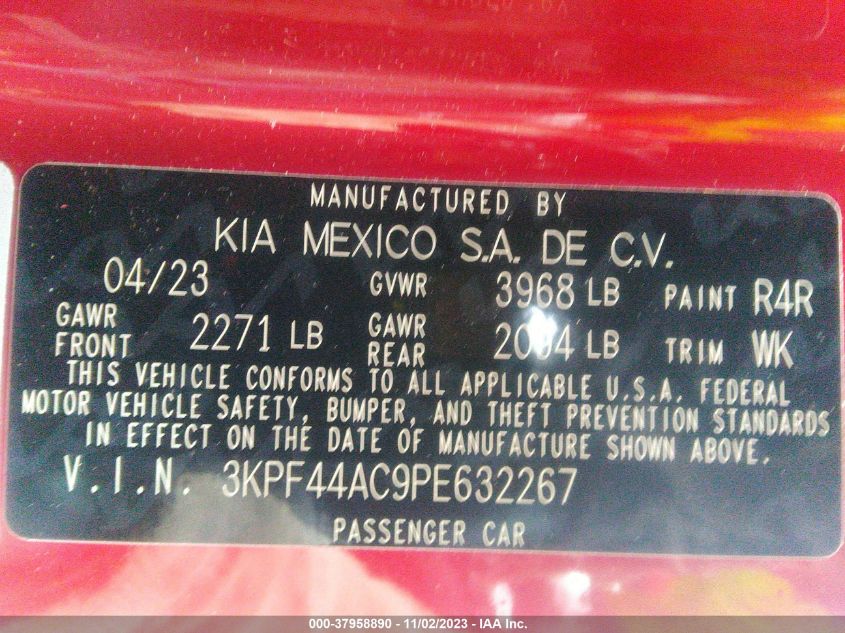 MANUFACTURED BY
KIA MEXICO S.A. DE C.V.
04/23 GVWR 3968 LB PAINT R4R
GAWR FRONT 2271 LB GAWR REAR LB TRIM WK
THIS VEHICLE CONFORMS TO ALL APPLICABLE U.S.A. FEDERAL
MOTOR VEHICLE SAFETY, BUMPER, AND THEFT PREVENTION STANDARDS
IN EFFECT ON THE DATE OF MANUFACTURE SHOWN ABOVE.
V.I.N. 3KPF44AC9PE632267
PASSENGER CAR
000-37958890 - 11/02/2023 - IAA Inc.